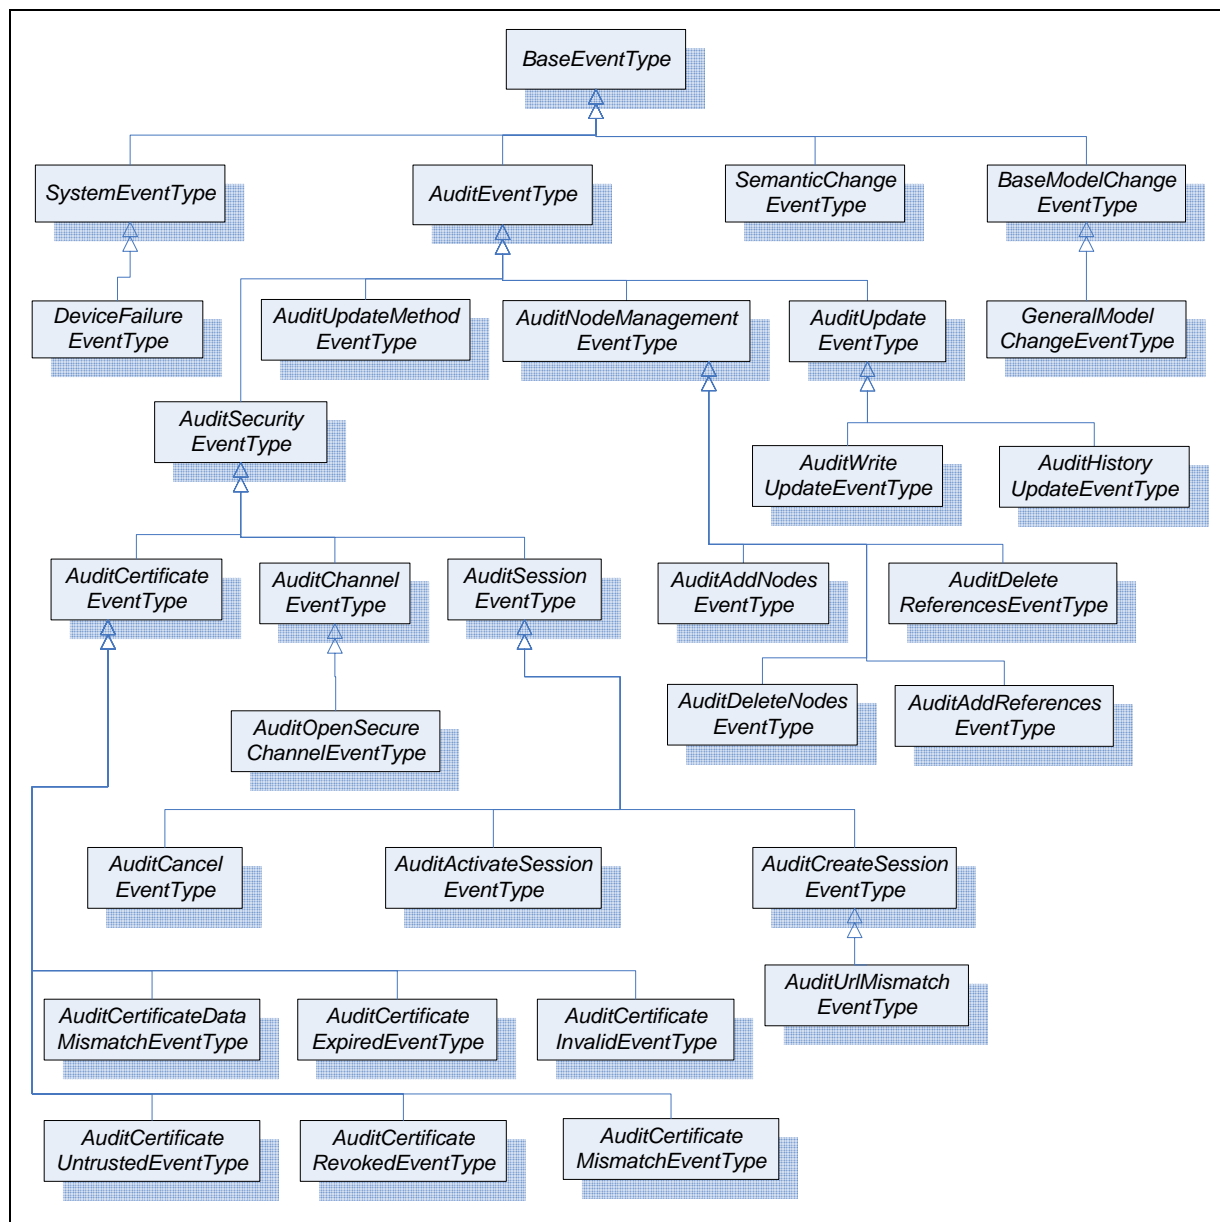 BaseEventType
SystemEventType
AuditEventType
SemanticChange
EventType
BaseModelChange
EventType
DeviceFailure
EventType
AuditUpdateMethod
EventType
AuditNodeManagement
EventType
AuditUpdate
EventType
GeneralModel
ChangeEventType
AuditSecurity
EventType
AuditWrite
UpdateEventType
AuditHistory
UpdateEventType
AuditCertificate
EventType
AuditChannel
EventType
AuditSession
EventType
AuditAddNodes
EventType
AuditDelete
ReferencesEventType
AuditOpenSecure
ChannelEventType
AuditDeleteNodes
EventType
AuditAddReferences
EventType
AuditCancel
EventType
AuditActivateSession
EventType
AuditCreateSession
EventType
AuditUrlMismatch
EventType
AuditCertificateData
MismatchEventType
AuditCertificate
ExpiredEventType
AuditCertificate
InvalidEventType
AuditCertificate
UntrustedEventType
AuditCertificate
RevokedEventType
AuditCertificate
MismatchEventType